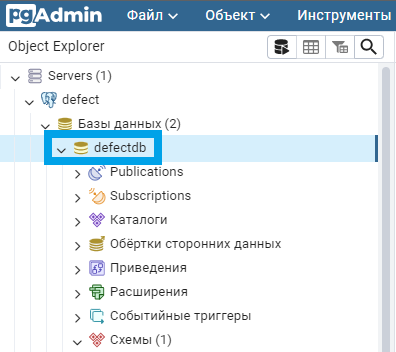 pgAdmin Файл Объект Инструменты
Object Explorer
Servers (1)
defect
Базы данных (2)
defectdb
Publications
Subscriptions
Каталоги
Обёртки сторонних данных
Приведения
Расширения
Событийные триггеры
Схемы (1)